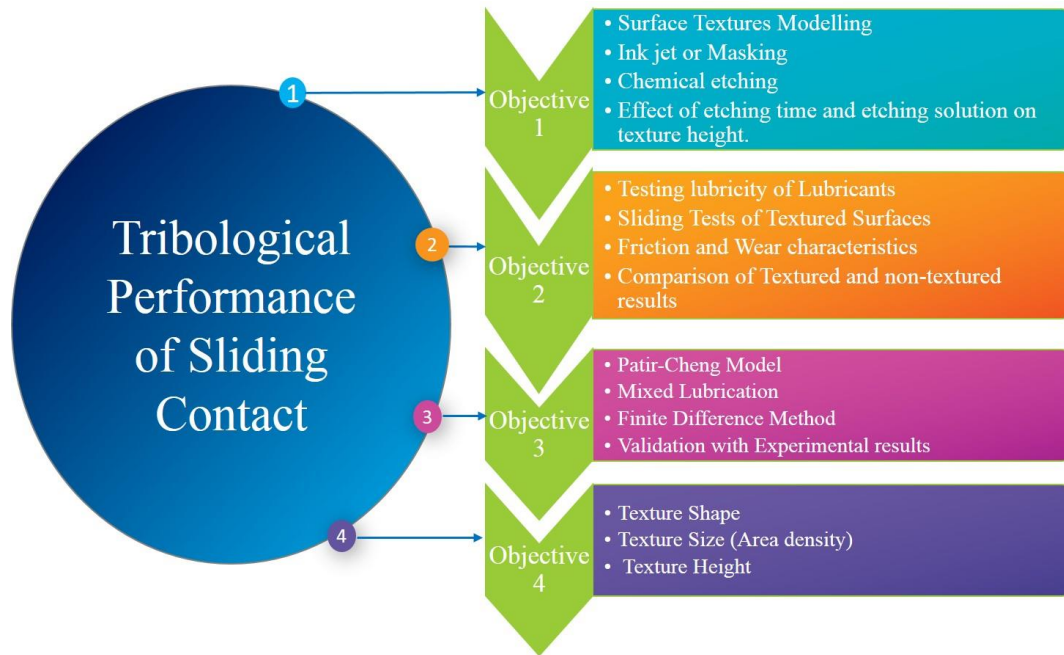 Tribological
Performance
of Sliding
Contact
1
Objective
1
• Surface Textures Modelling
• Ink jet or Masking
• Chemical etching
• Effect of etching time and etching solution on
texture height.
2
Objective
2
• Testing lubricity of Lubricants
• Sliding Tests of Textured Surfaces
• Friction and Wear characteristics
• Comparison of Textured and non-textured
results
3
Objective
3
• Patir-Cheng Model
• Mixed Lubrication
• Finite Difference Method
• Validation with Experimental results
4
Objective
4
• Texture Shape
• Texture Size (Area density)
• Texture Height